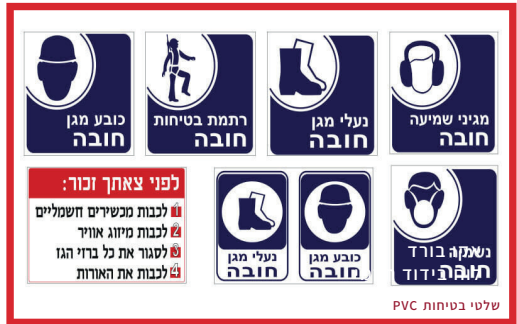 כובע מגן
חובה
רתמת בטיחות
חובה
נעלי מגן
חובה
מגיני שמיעה
חובה
לפני צאתך זכור:
1 לכבות מכשירים חשמליים
2 לכבות מיזוג אוויר
3 לסגור את כל ברזי הגז
4 לכבות את האורות
נעלי מגן
חובה
כובע מגן
חובה
בורד
בידוד
חובה
שלטי בטיחות PVC